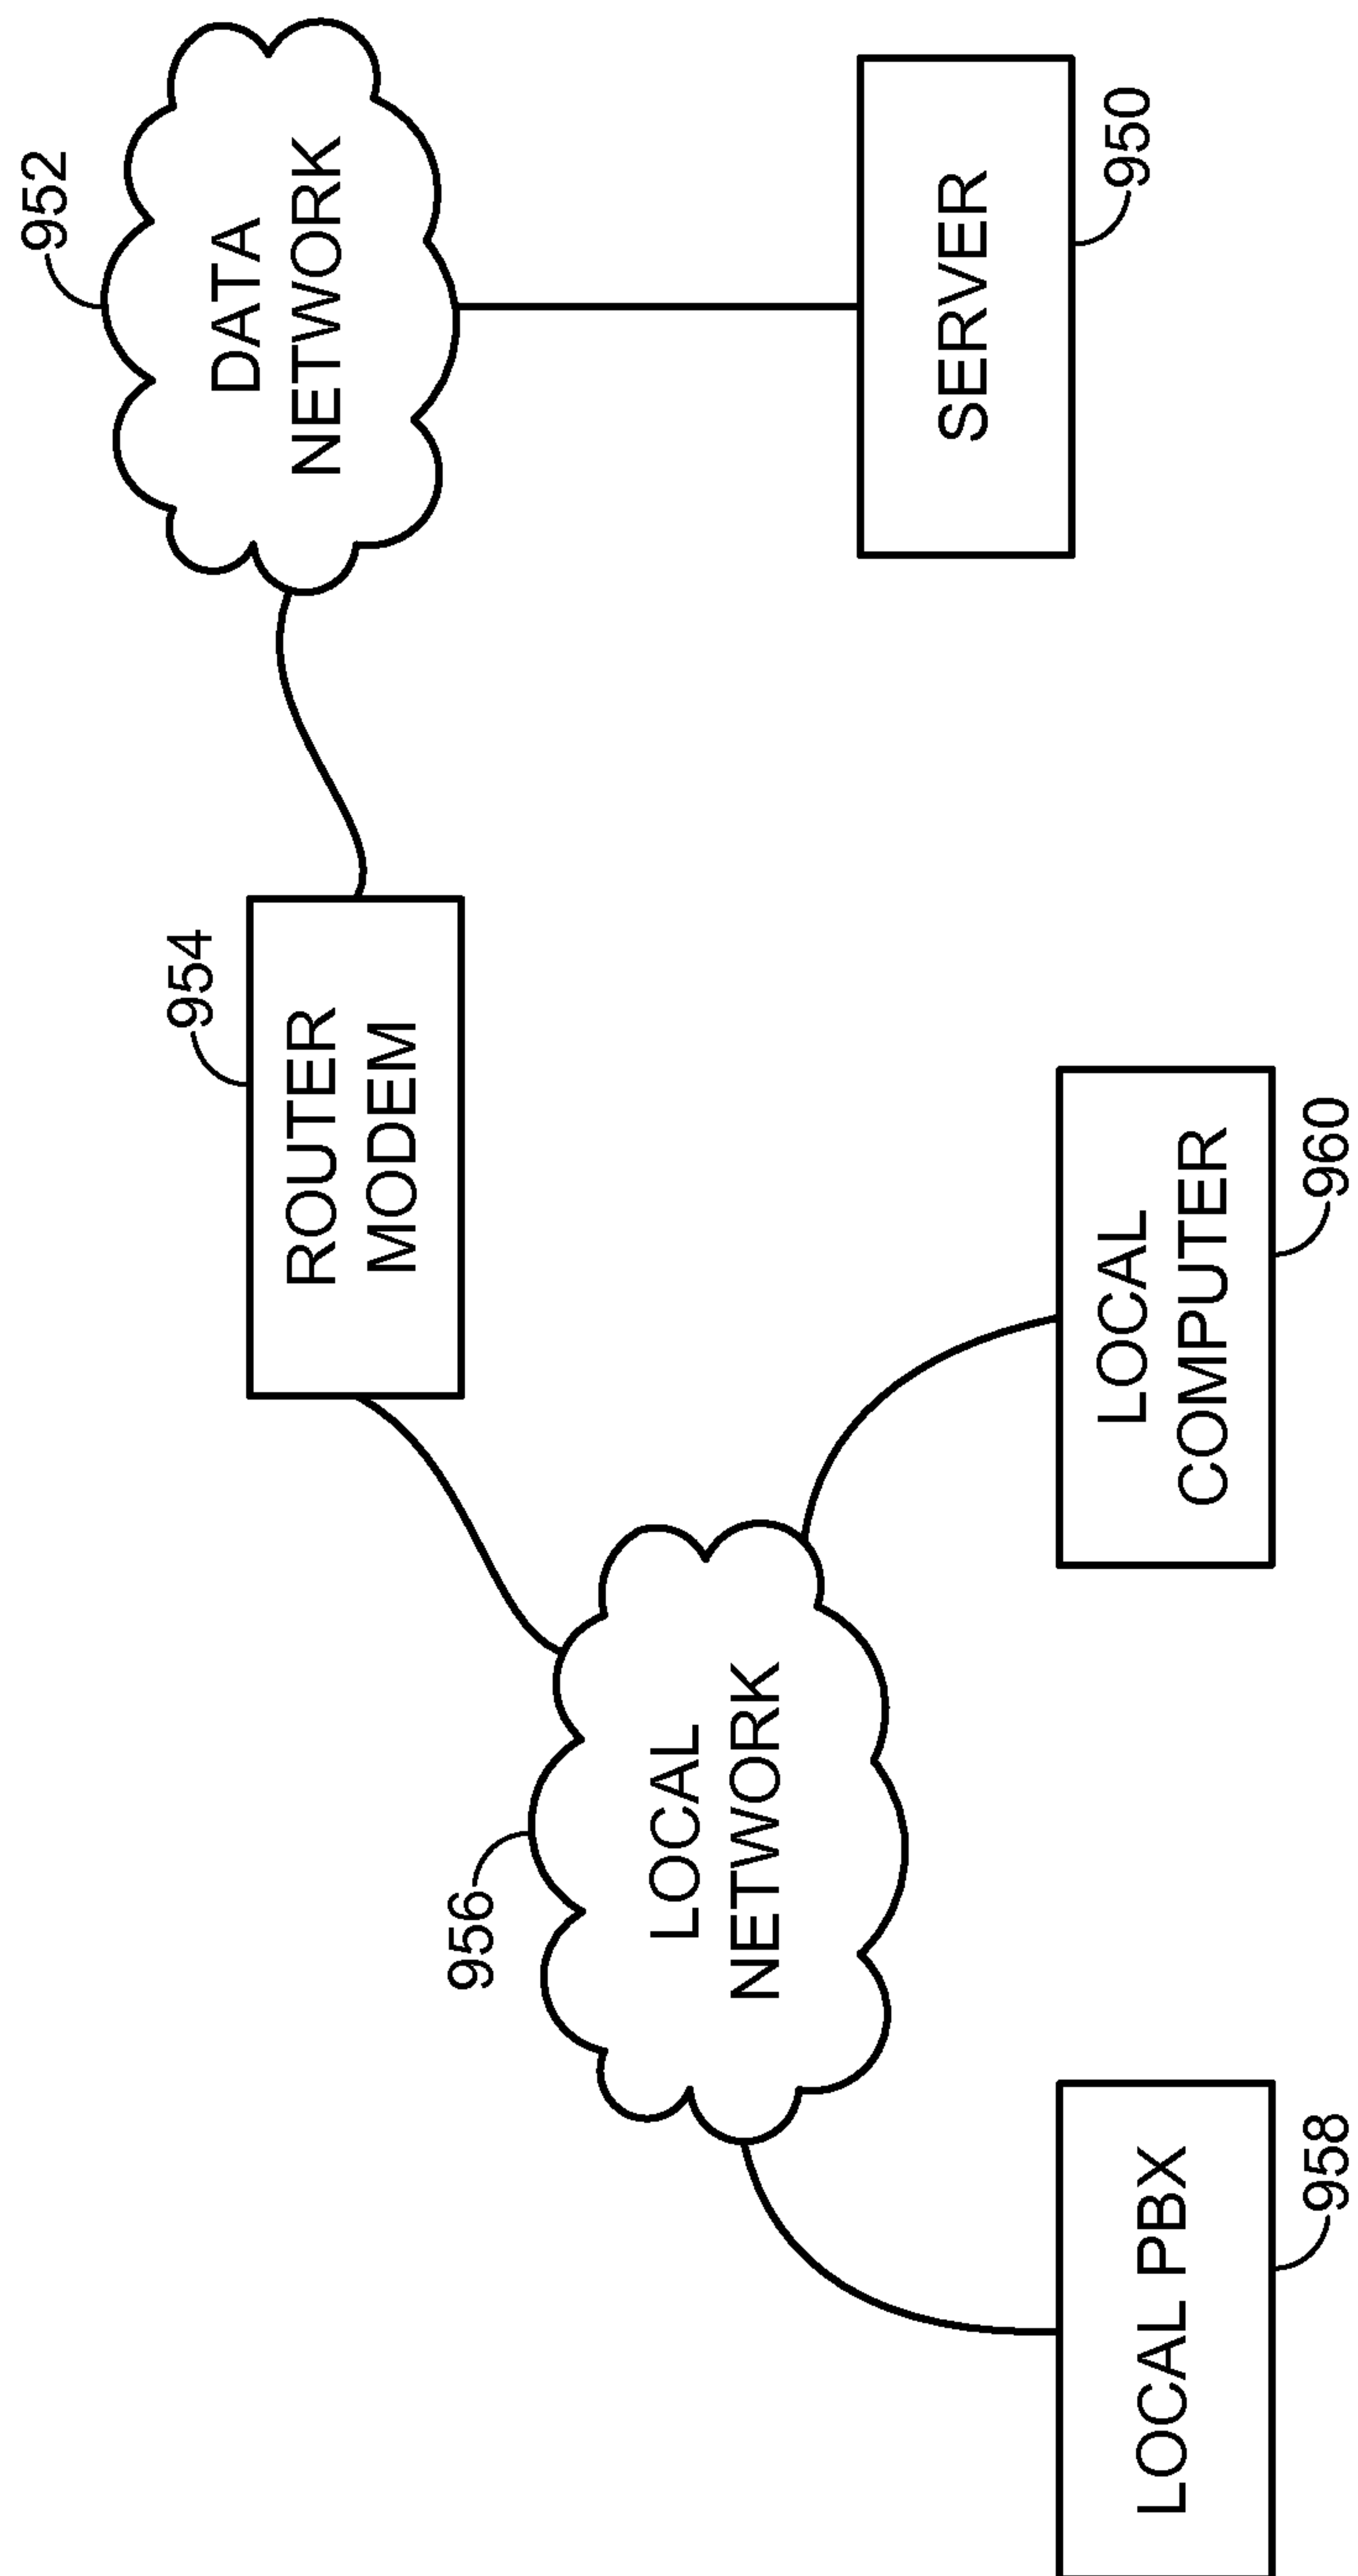 952
DATA
NETWORK
954
ROUTER
MODEM
SERVER
950
956
LOCAL
NETWORK
LOCAL
COMPUTER
960
LOCAL PBX
958